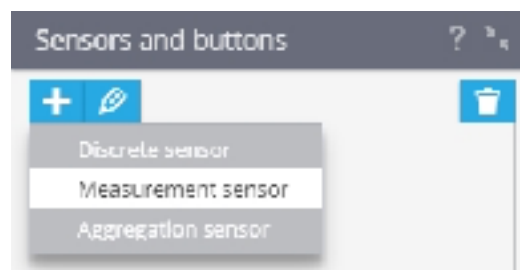 Sensors and buttons ?
Discrete sensor
Measurement sensor
Aggregation sensor